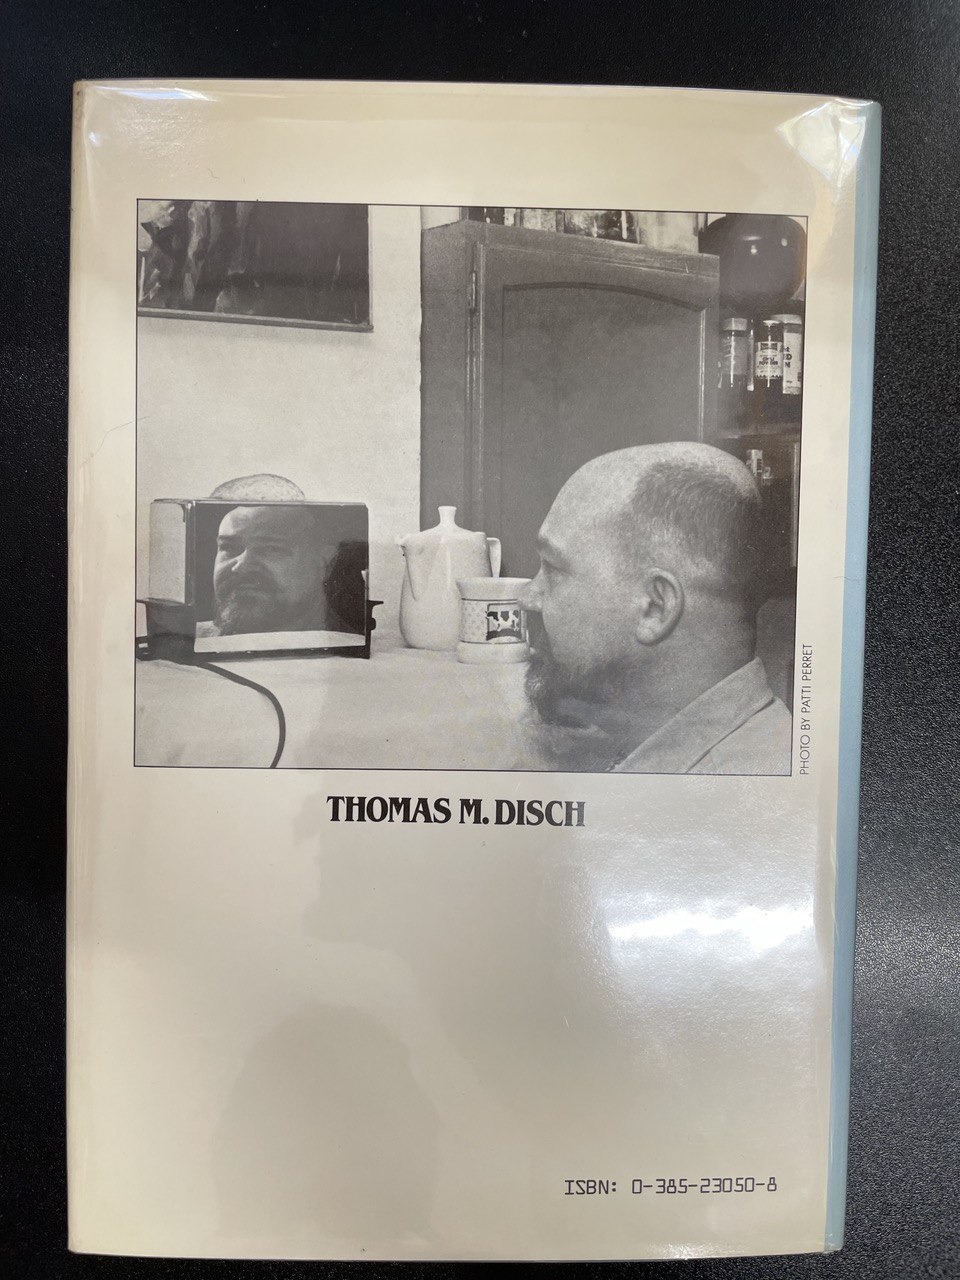 PHOTO BY PATTI PERRET
THOMAS M. DISCH
ISBN: 0-385-23050-8